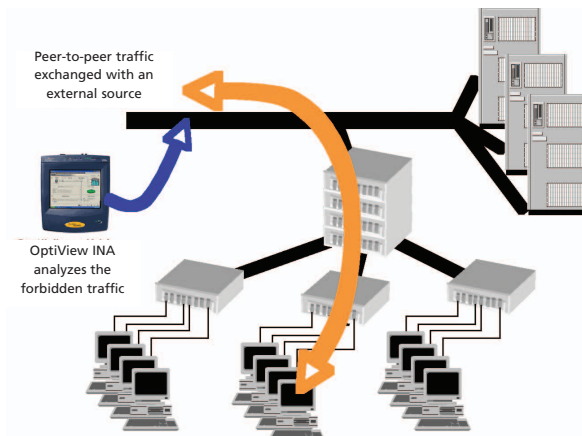 Peer-to-peer traffic
exchanged with an
external source
OptiView INA
analyzes the
forbidden traffic